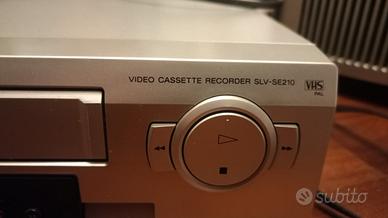 VIDEO CASSETTE RECORDER SLV-SE210
VHS
PAL
subito